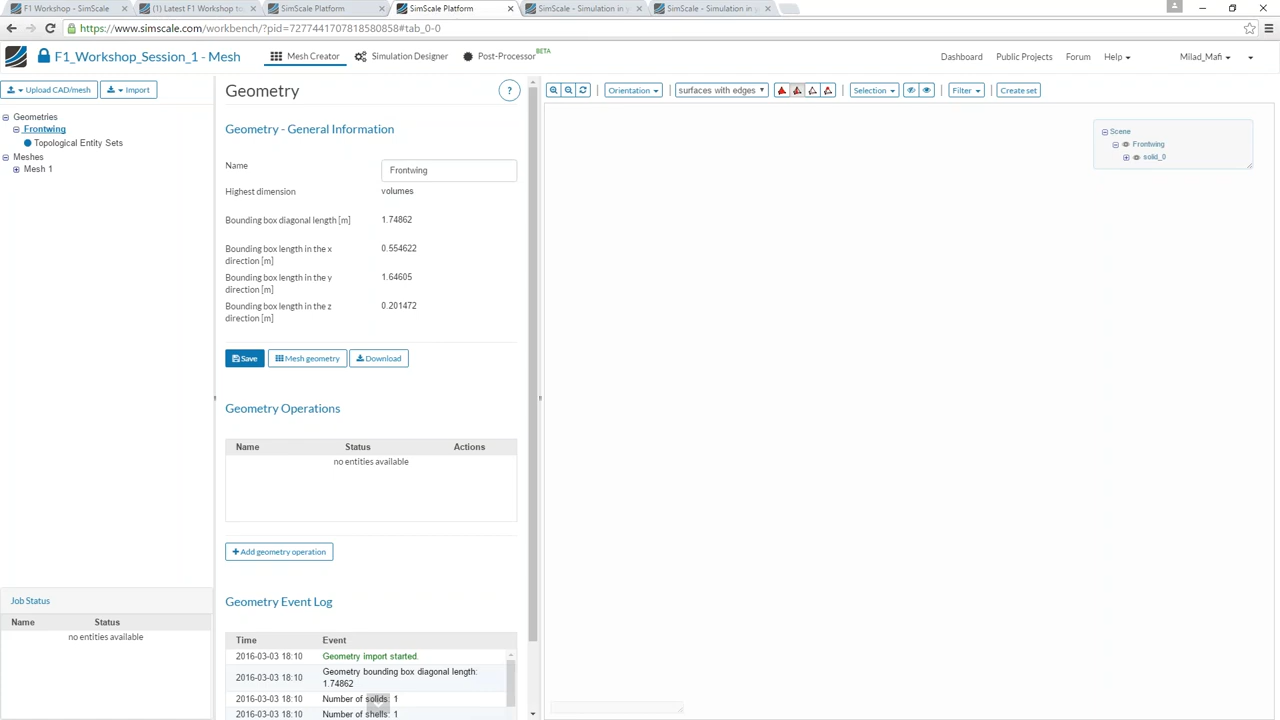 F1 Workshop – SimScale
(1) Latest F1 Workshop to
SimScale Platform
SimScale Platform
SimScale - Simulation in y
SimScale - Simulation in y
https://www.simscale.com/workbench/?pid=7277441707818580858#tab_0-0
F1_Workshop_Session_1 - Mesh
Mesh Creator
Simulation Designer
Post-Processor BETA
Dashboard
Public Projects
Forum
Help
Milad_Mafi
Upload CAD/mesh
Import
Geometries
Frontwing
Topological Entity Sets
Meshes
Mesh 1
Job Status
Name Status
no entities available
Geometry
?
Geometry - General Information
Name Frontwing
Highest dimension volumes
Bounding box diagonal length [m] 1.74862
Bounding box length in the x 0.554622
direction [m]
Bounding box length in the y 1.64605
direction [m]
Bounding box length in the z 0.201472
direction [m]
Save
Mesh geometry
Download
Geometry Operations
Name Status Actions
no entities available
Add geometry operation
Geometry Event Log
Time Event
2016-03-03 18:10 Geometry import started.
2016-03-03 18:10 Geometry bounding box diagonal length:
1.74862
2016-03-03 18:10 Number of solids: 1
2016-03-03 18:10 Number of shells: 1
Orientation
surfaces with edges
Selection
Filter
Create set
Scene
Frontwing
solid_0